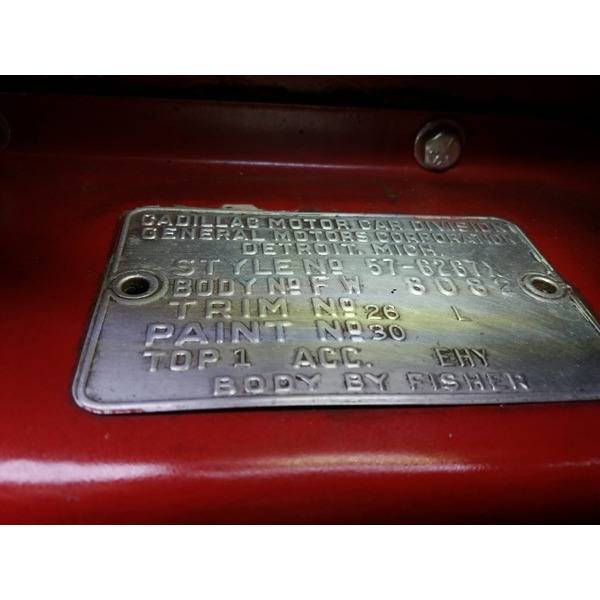 CADILLAC MOTOR CAR DIVISION
GENERAL MOTORS CORPORATION
DETROIT, MICH.
STYLE Nº 57-6267X
BODY Nº FW 8082
TRIM Nº 26 L
PAINT Nº 30
TOP 1 ACC. EHY
BODY BY FISHER